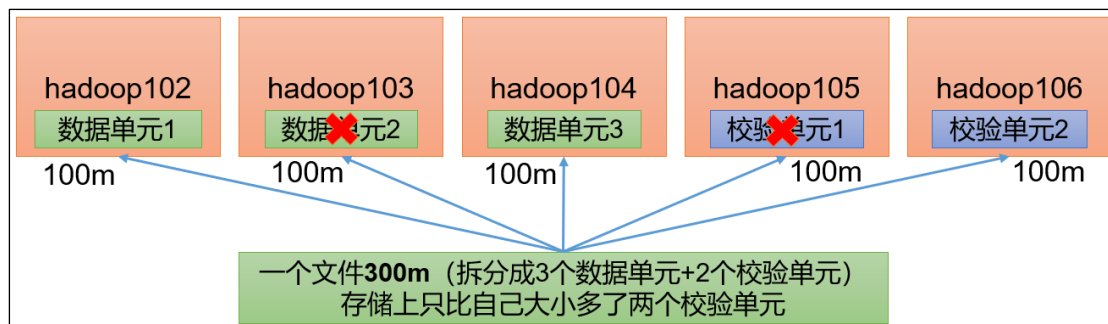 hadoop102
hadoop103
hadoop104
hadoop105
hadoop106
数据单元1
数据单元2
数据单元3
校验单元1
校验单元2
100m
100m
100m
100m
100m
一个文件300m（拆分成3个数据单元+2个校验单元）
存储上只比自己大小多了两个校验单元